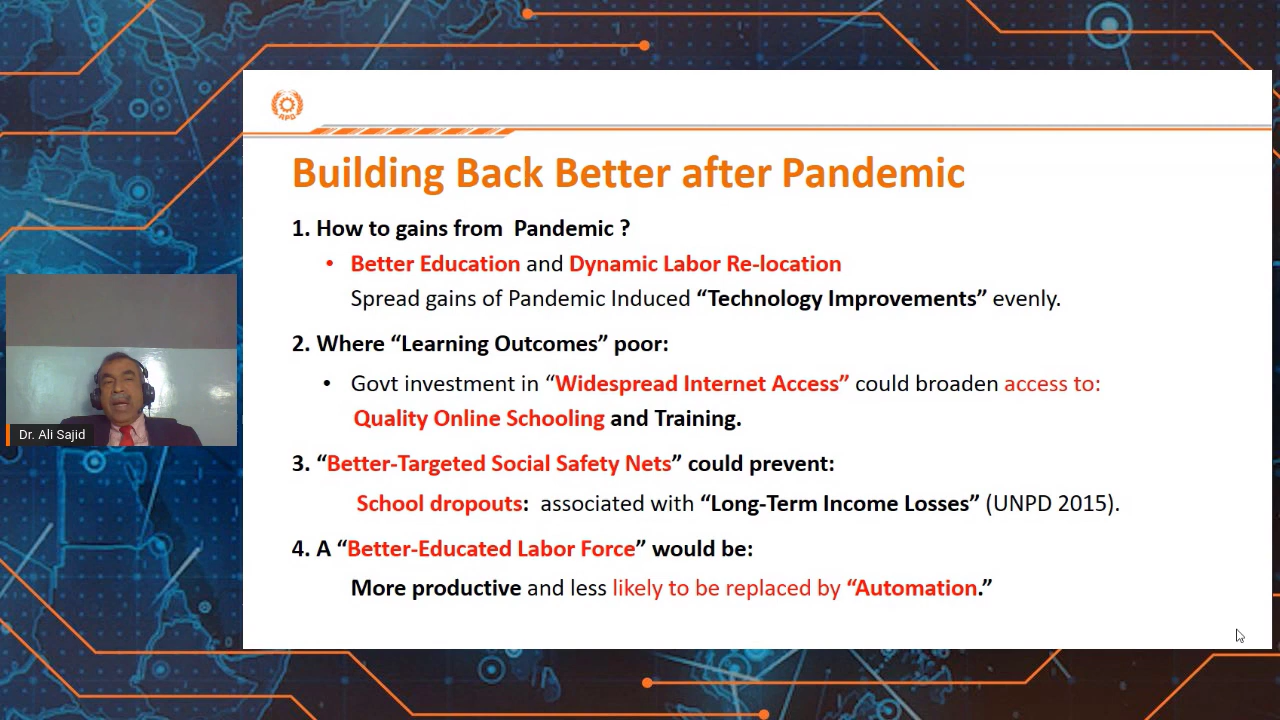 APO
Building Back Better after Pandemic
1. How to gains from Pandemic ?
• Better Education and Dynamic Labor Re-location
Spread gains of Pandemic Induced “Technology Improvements” evenly.
2. Where “Learning Outcomes” poor:
• Govt investment in “Widespread Internet Access” could broaden access to:
Quality Online Schooling and Training.
3. “Better-Targeted Social Safety Nets” could prevent:
School dropouts: associated with “Long-Term Income Losses” (UNPD 2015).
4. A “Better-Educated Labor Force” would be:
More productive and less likely to be replaced by “Automation.”
Dr. Ali Sajid